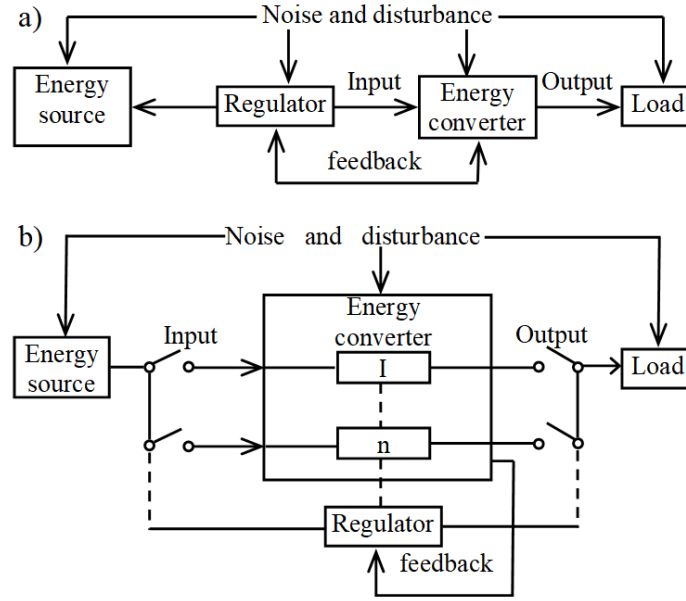 a)
Noise and disturbance
Energy
source
Regulator
Input
Energy
converter
Output
Load
feedback
b)
Noise and disturbance
Energy
source
Input
Energy
converter
I
n
Output
Load
Regulator
feedback